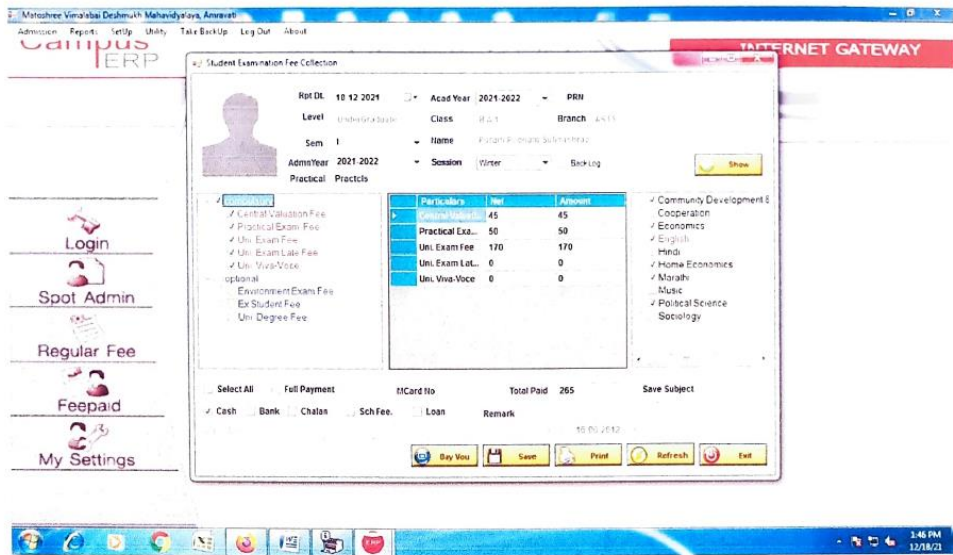 Matoshree Vimalabai Deshmukh Mahavidyalaya, Amravati
Admission Reports SetUp Utility Take BackUp Log Out About
Campus
ERP
INTERNET GATEWAY
Student Examination Fee Collection
Rpt Dt. 18 12 2021 Acad Year 2021-2022 PRN
Level UnderGraduate Class Branch
Sem I Name
AdmnYear 2021-2022 Session Winter BackLog
Show
Practical Practcls
Login
Spot Admin
Regular Fee
Feepaid
My Settings
compulsory
Central Valuation Fee
Practical Exam Fee
Uni. Exam Fee
Uni. Exam Late Fee
Uni. Viva-Voce
optional
Environment Exam Fee
Ex Student Fee
Uni Degree Fee
Particulars Net Amount
Central Valuati... 45 45
Practical Exa... 50 50
Uni. Exam Fee 170 170
Uni. Exam Lat... 0 0
Uni. Viva-Voce 0 0
Community Development E
Cooperation
Economics
English
Hindi
Home Economics
Marathi
Music
Political Science
Sociology
Select All Full Payment MCard No Total Paid 265 Save Subject
Cash Bank Chalan Sch Fee. Loan Remark
Day Vou Save Print Refresh Exit
1:46 PM
12/18/21